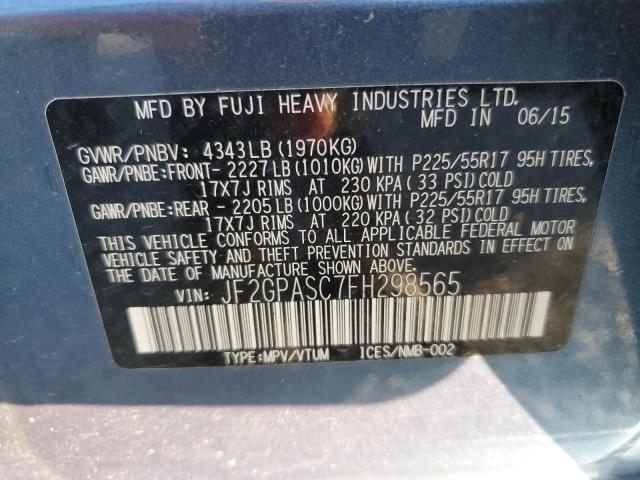 MFD BY FUJI HEAVY INDUSTRIES LTD.
MFD IN 06/15
GVWR/PNBV: 4343LB(1970KG)
GAWR/PNBE:FRONT- 2227LB(1010KG)WITH P225/55R17 95H TIRES,
17X7J RIMS AT 230 KPA(33 PSI)COLD
GAWR/PNBE:REAR - 2205LB(1000KG)WITH P225/55R17 95H TIRES,
17X7J RIMS AT 220 KPA(32 PSI)COLD
THIS VEHICLE CONFORMS TO ALL APPLICABLE FEDERAL MOTOR
VEHICLE SAFETY AND THEFT PREVENTION STANDARDS IN EFFECT ON
THE DATE OF MANUFACTURE SHOWN ABOVE.
VIN: JF2GPASC7FH298565
TYPE:MPV/VTUM ICES/NMB-002